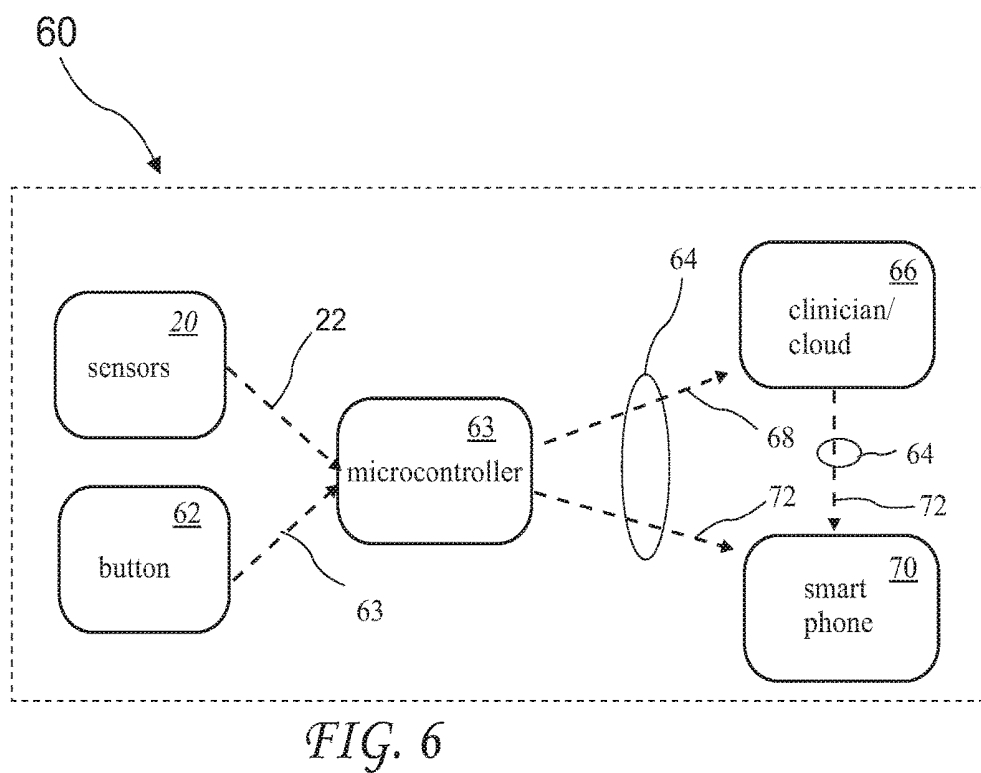 60
20
sensors
22
62
button
63
63
microcontroller
64
68
72
66
clinician/
cloud
64
72
70
smart
phone
FIG. 6